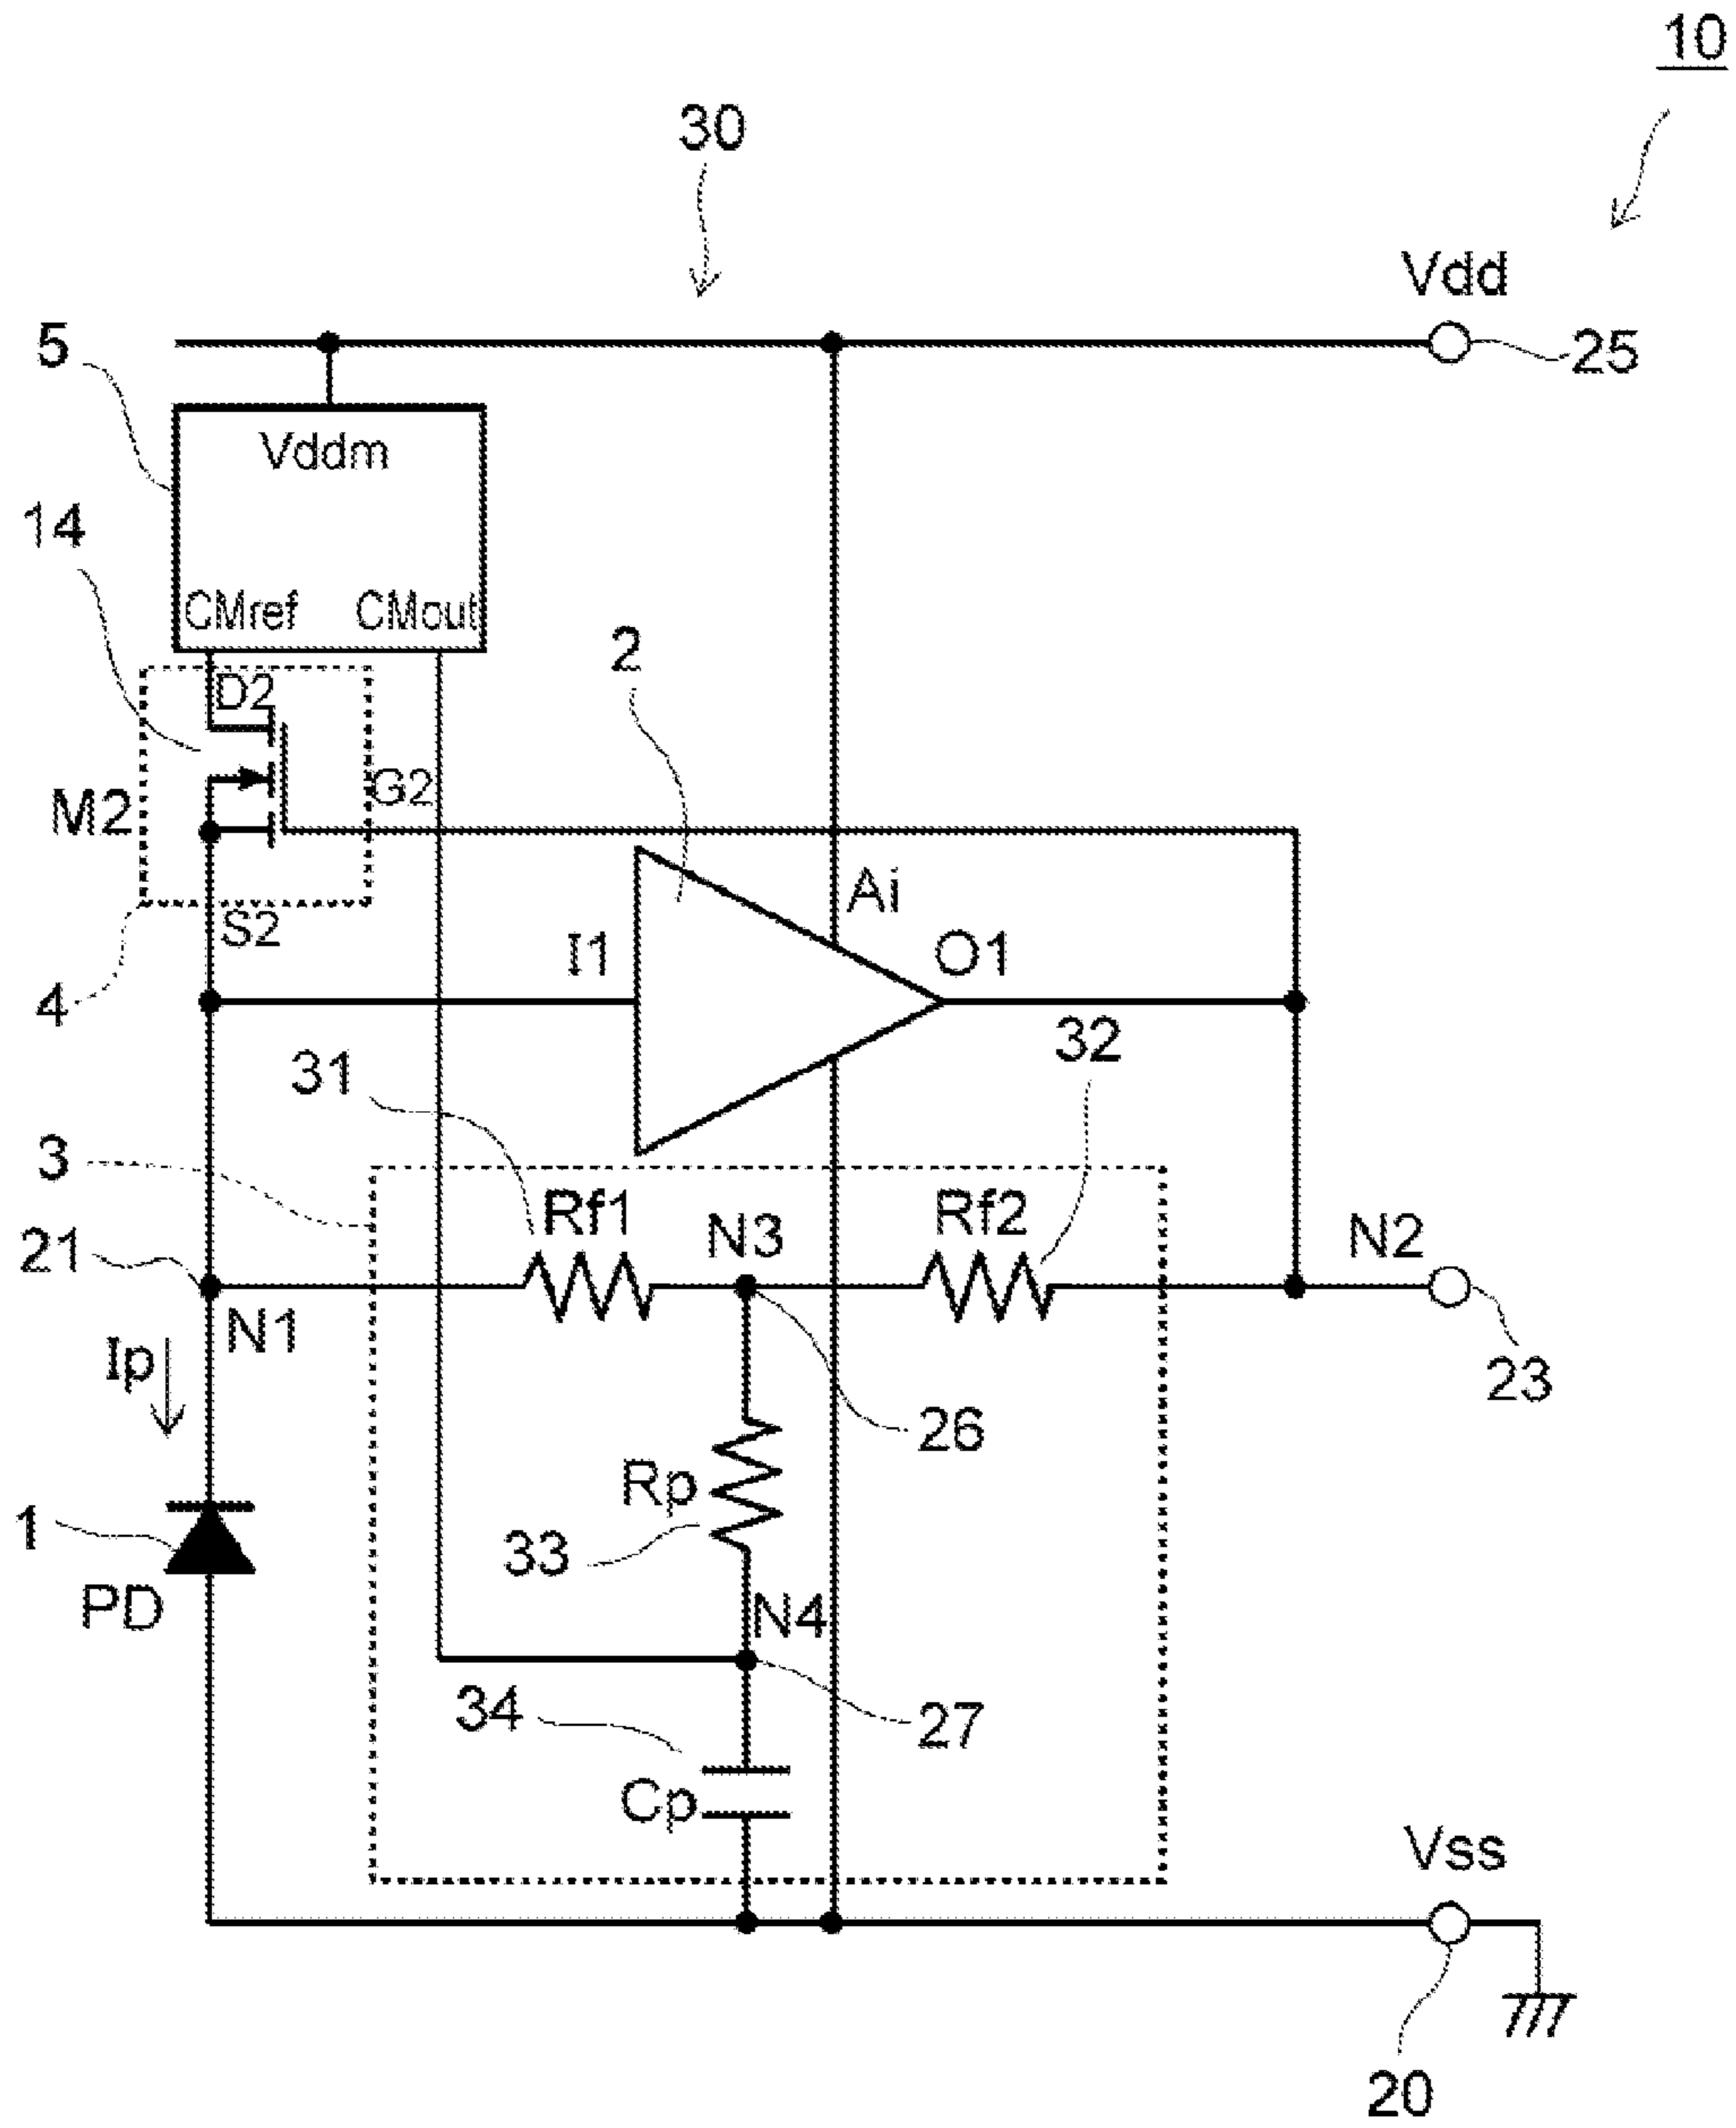 10
30
Vdd
5
25
Vddm
14
CMref CMout
2
D2
M2
G2
Ai
S2
I1
O1
4
31
32
3
Rf1
N3
Rf2
N2
21
N1
Ip
23
26
Rp
33
1
PD
N4
34
27
Cp
Vss
20